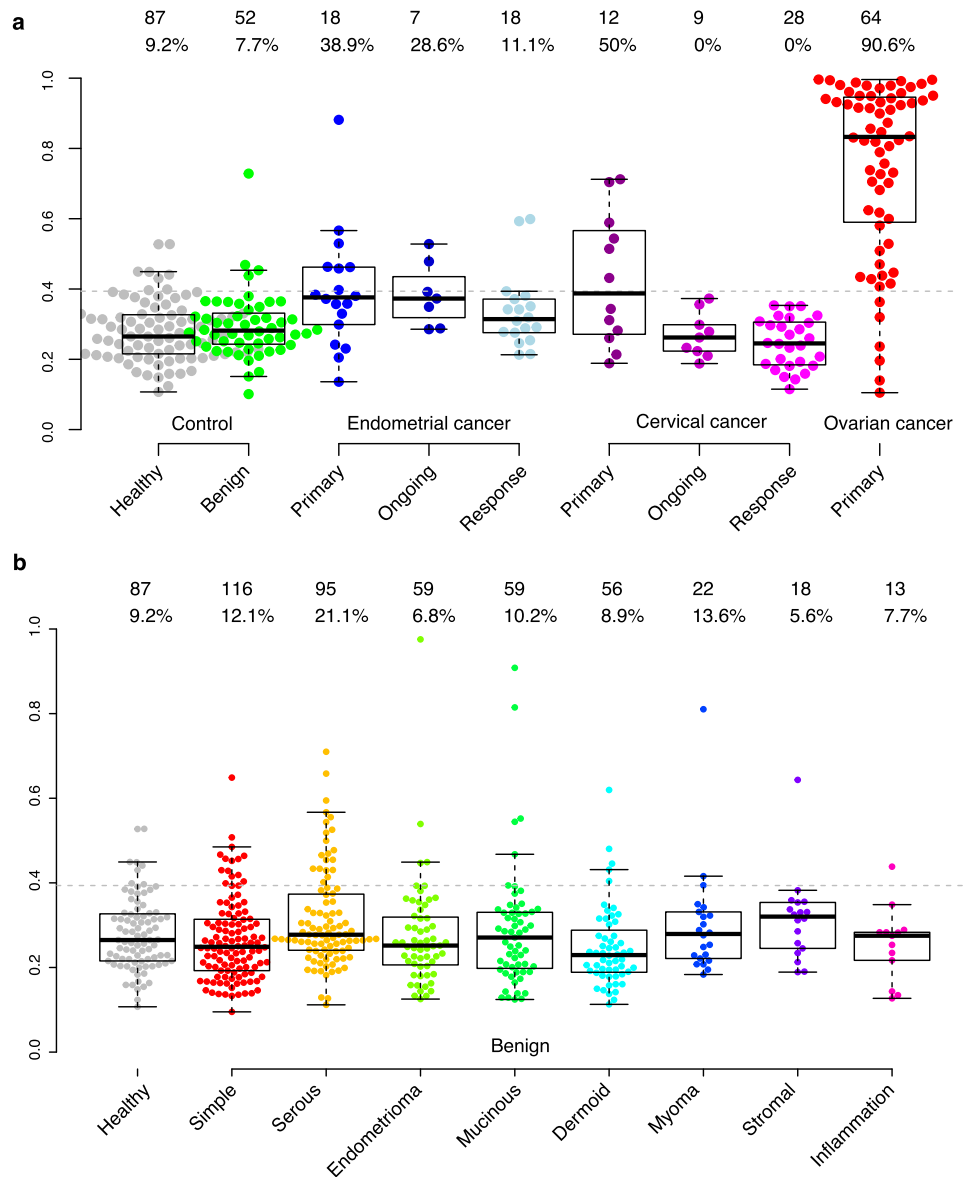 a
87 52 18 7 18 12 9 28 64
9.2% 7.7% 38.9% 28.6% 11.1% 50% 0% 0% 90.6%
1.0
0.8
0.6
0.4
0.2
0.0
Control Endometrial cancer Cervical cancer Ovarian cancer
Healthy Benign Primary Ongoing Response Primary Ongoing Response Primary
b
87 116 95 59 59 56 22 18 13
9.2% 12.1% 21.1% 6.8% 10.2% 8.9% 13.6% 5.6% 7.7%
1.0
0.8
0.6
0.4
0.2
0.0
Benign
Healthy Simple Serous Endometrioma Mucinous Dermoid Myoma Stromal Inflammation